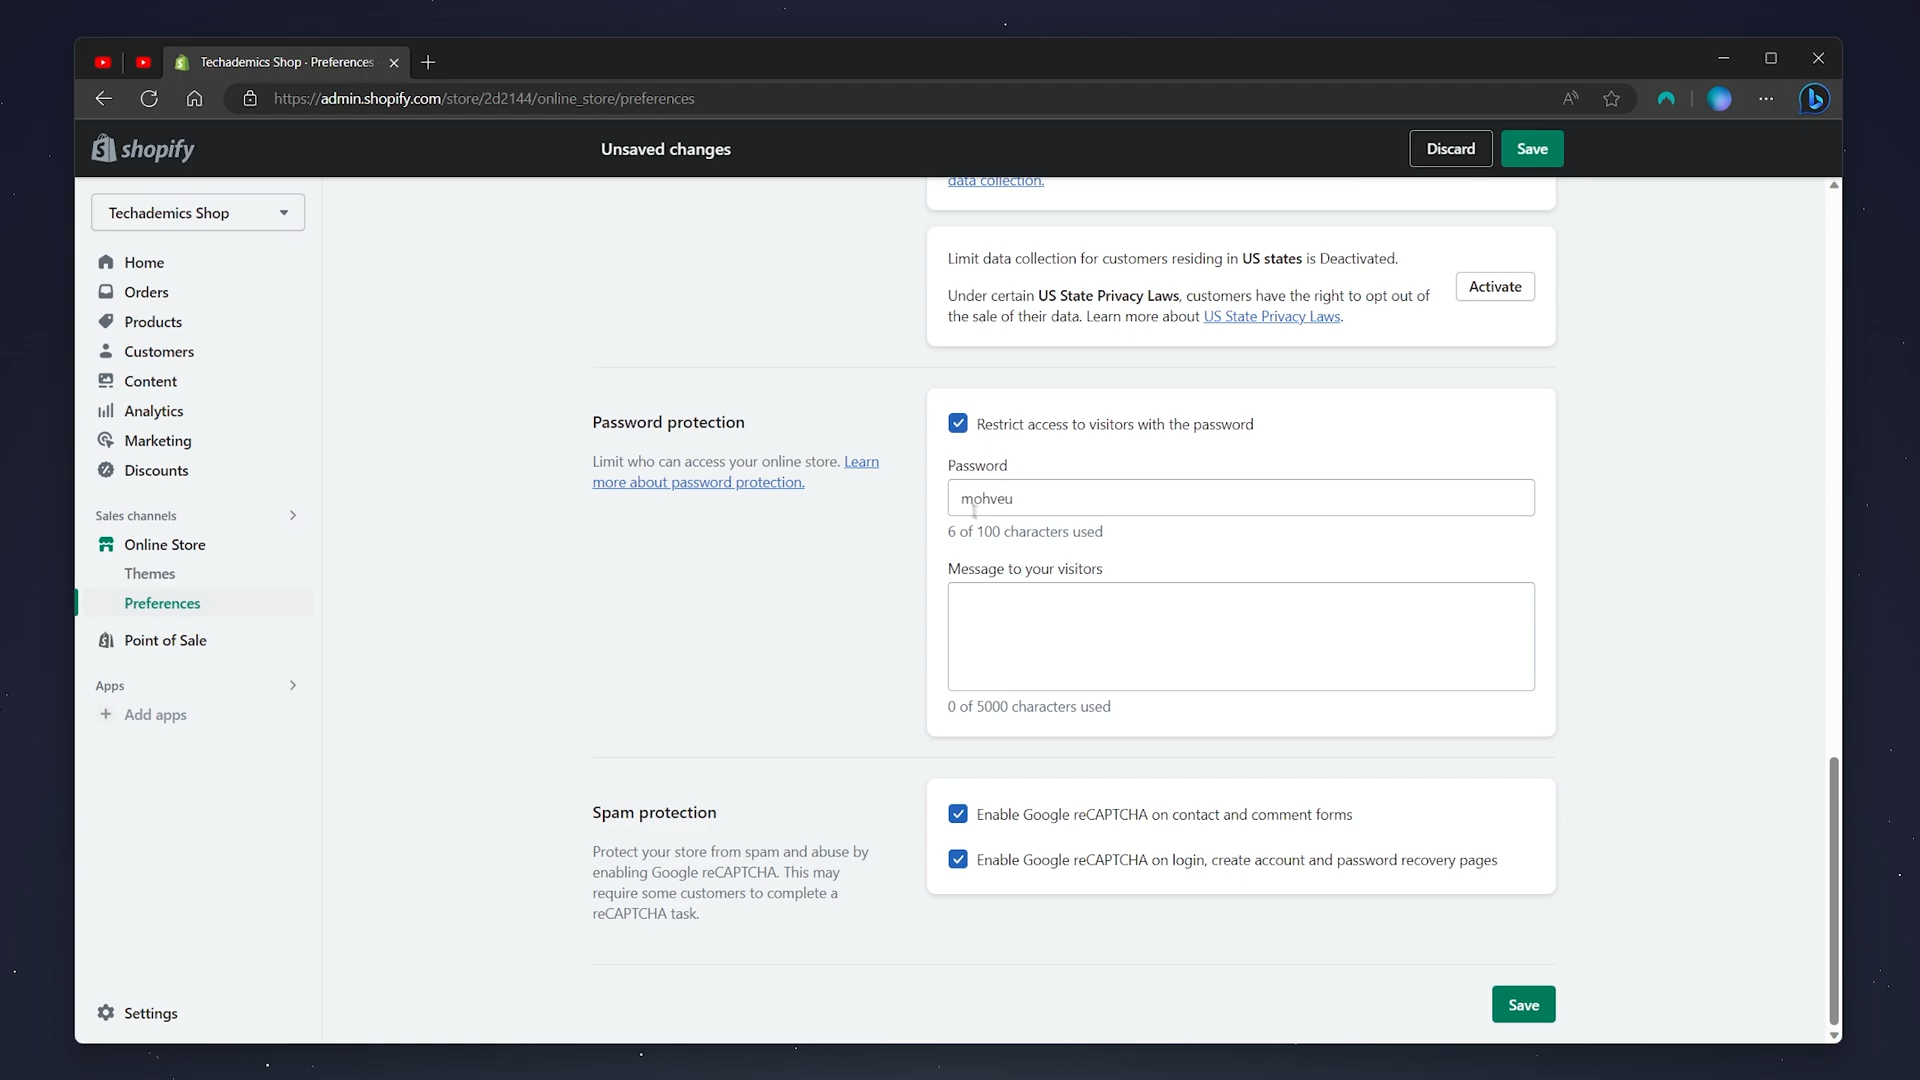 Techademics Shop - Preferences
https://admin.shopify.com/store/2d2144/online_store/preferences
shopify
Unsaved changes
Discard
Save
Techademics Shop
Home
Orders
Products
Customers
Content
Analytics
Marketing
Discounts
Sales channels
Online Store
Themes
Preferences
Point of Sale
Apps
Add apps
Settings
data collection.
Limit data collection for customers residing in US states is Deactivated.
Under certain US State Privacy Laws, customers have the right to opt out of
the sale of their data. Learn more about US State Privacy Laws.
Activate
Password protection
Limit who can access your online store. Learn
more about password protection.
Restrict access to visitors with the password
Password
mohveu
6 of 100 characters used
Message to your visitors
0 of 5000 characters used
Spam protection
Protect your store from spam and abuse by
enabling Google reCAPTCHA. This may
require some customers to complete a
reCAPTCHA task.
Enable Google reCAPTCHA on contact and comment forms
Enable Google reCAPTCHA on login, create account and password recovery pages
Save